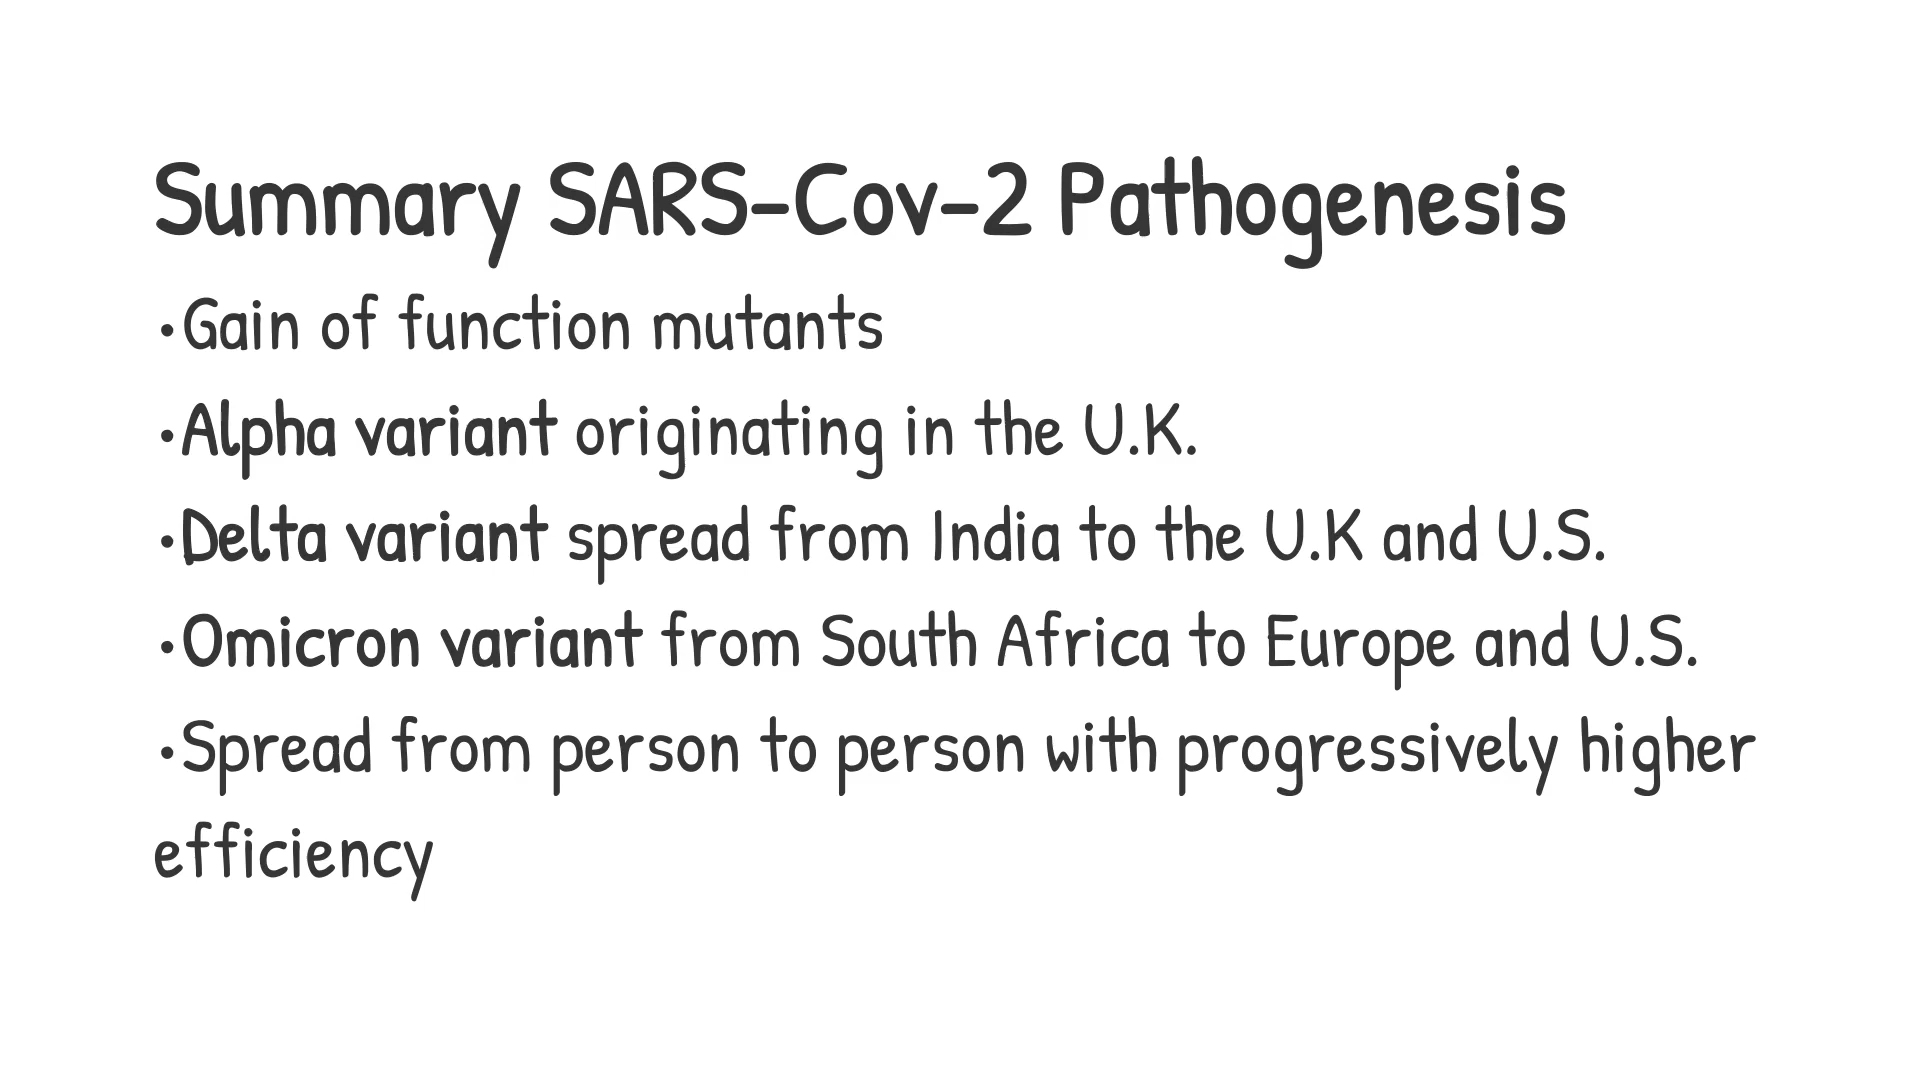 Summary SARS-Cov-2 Pathogenesis
•Gain of function mutants
•Alpha variant originating in the U.K.
•Delta variant spread from India to the U.K and U.S.
•Omicron variant from South Africa to Europe and U.S.
•Spread from person to person with progressively higher
efficiency